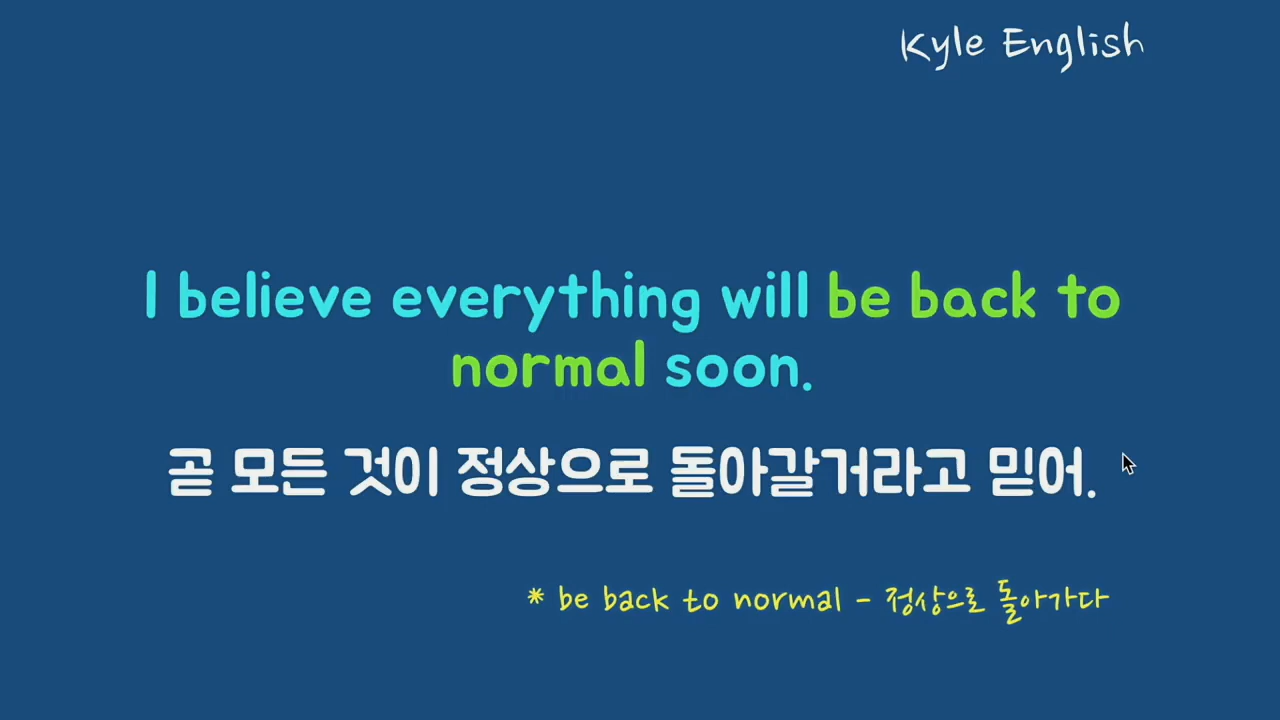 Kyle English
I believe everything will be back to
normal soon.
곧 모든 것이 정상으로 돌아갈거라고 믿어.
* be back to normal - 정상으로 돌아가다